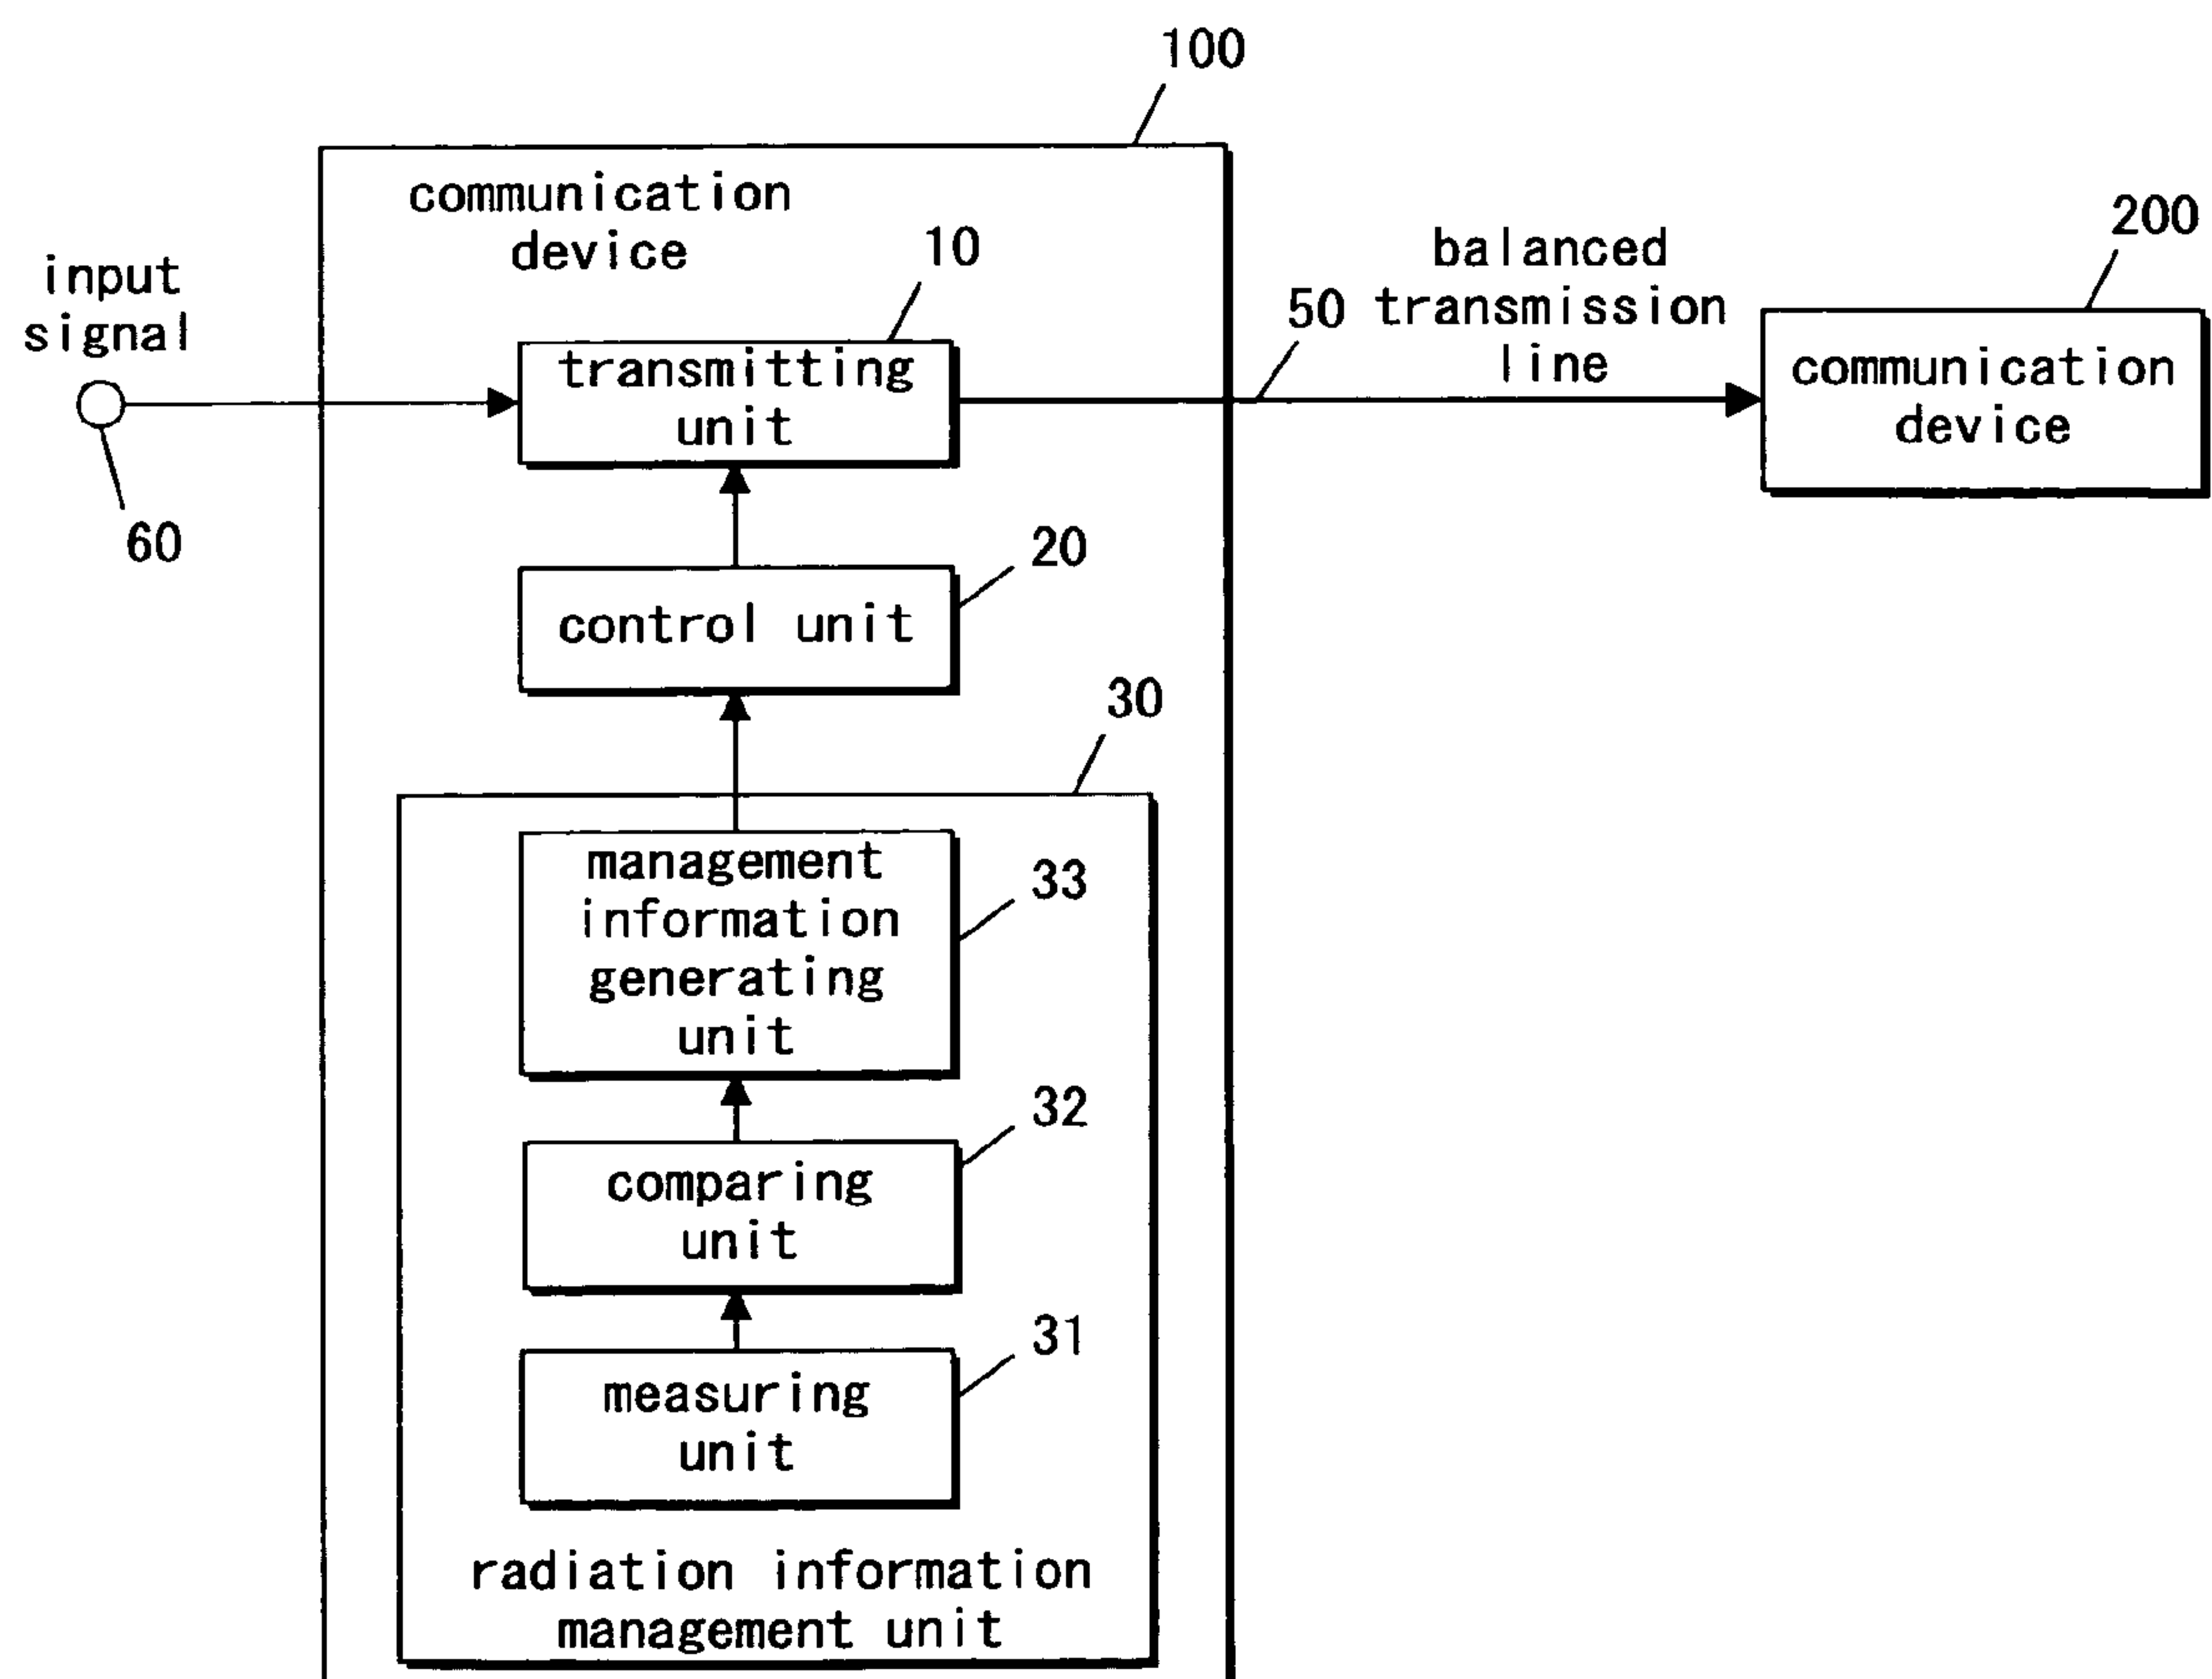 100
communication
device
200
10
balanced
50 transmission
line
input
signal
transmitting
unit
communication
device
60
20
control unit
30
management
information
generating
unit
33
32
comparing
unit
31
measuring
unit
radiation information
management unit